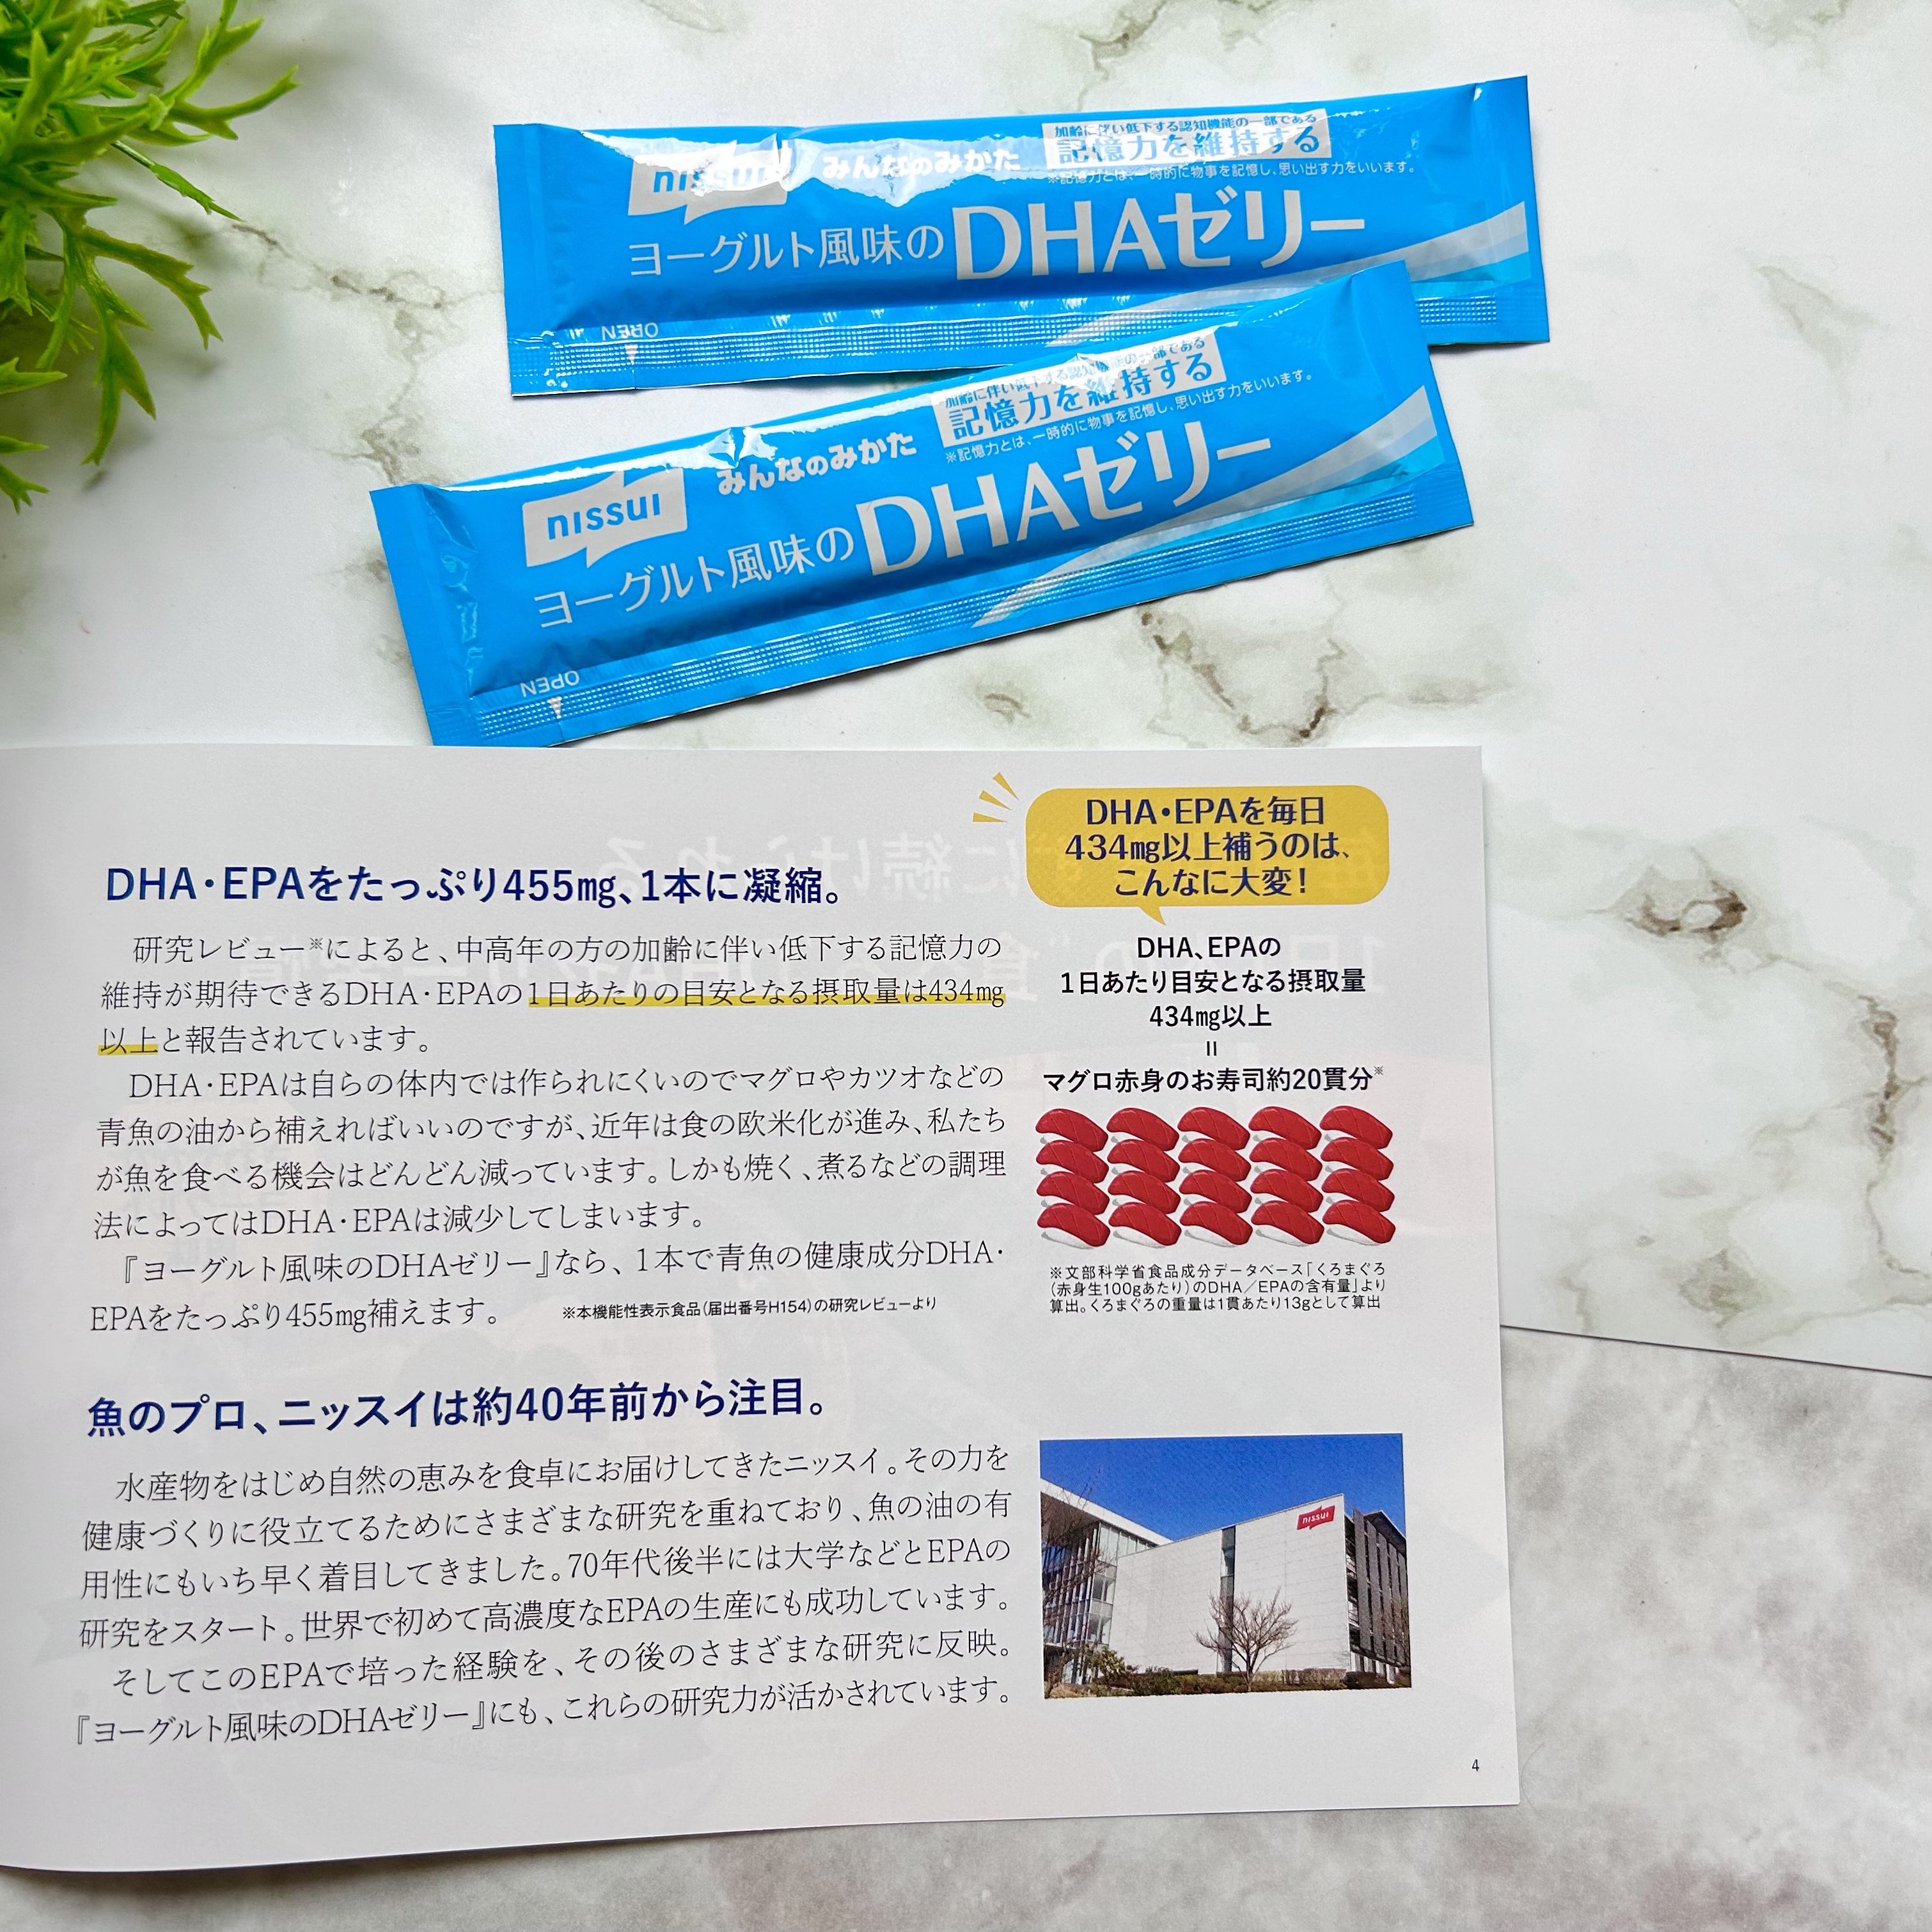 nissui
みんなのみかた
加齢に伴い低下する認知機能の一部である
記憶力を維持する
※記憶力とは、一時的に物事を記憶し、思い出す力をいいます。
ヨーグルト風味のDHAゼリー
OPEN
nissui
みんなのみかた
加齢に伴い低下する認知機能の一部である
記憶力を維持する
※記憶力とは、一時的に物事を記憶し、思い出す力をいいます。
ヨーグルト風味のDHAゼリー
OPEN
DHA・EPAをたっぷり455㎎、1本に凝縮。
研究レビュー※によると、中高年の方の加齢に伴い低下する記憶力の
維持が期待できるDHA・EPAの1日あたりの目安となる摂取量は434㎎
以上と報告されています。
DHA・EPAは自らの体内では作られにくいのでマグロやカツオなどの
青魚の油から補えればいいのですが、近年は食の欧米化が進み、私たち
が魚を食べる機会はどんどん減っています。しかも焼く、煮るなどの調理
法によってはDHA・EPAは減少してしまいます。
『ヨーグルト風味のDHAゼリー』なら、1本で青魚の健康成分DHA・
EPAをたっぷり455㎎補えます。
※本機能性表示食品(届出番号H154)の研究レビューより
魚のプロ、ニッスイは約40年前から注目。
水産物をはじめ自然の恵みを食卓にお届けしてきたニッスイ。その力を
健康づくりに役立てるためにさまざまな研究を重ねており、魚の油の有
用性にもいち早く着目してきました。70年代後半には大学などとEPAの
研究をスタート。世界で初めて高濃度なEPAの生産にも成功しています。
そしてこのEPAで培った経験を、その後のさまざまな研究に反映。
『ヨーグルト風味のDHAゼリー』にも、これらの研究力が活かされています。
DHA・EPAを毎日
434㎎以上補うのは、
こんなに大変!
DHA、EPAの
1日あたり目安となる摂取量
434㎎以上
=
マグロ赤身のお寿司約20貫分※
※文部科学省食品成分データベース「くろまぐろ
(赤身生100gあたり)のDHA/EPAの含有量」より
算出。くろまぐろの重量は1貫あたり13gとして算出
nissui
4